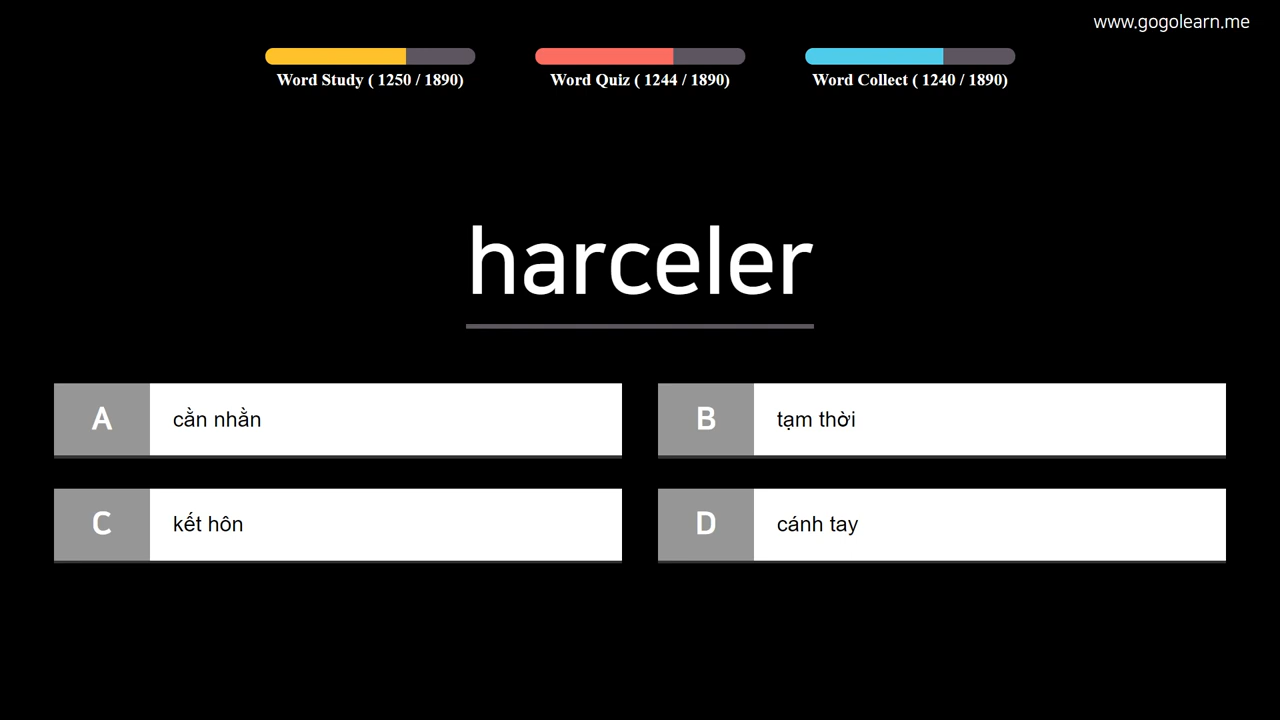 www.gogolearn.me
Word Study ( 1250 / 1890)
Word Quiz ( 1244 / 1890)
Word Collect ( 1240 / 1890)
harceler
A cằn nhằn
B tạm thời
C kết hôn
D cánh tay